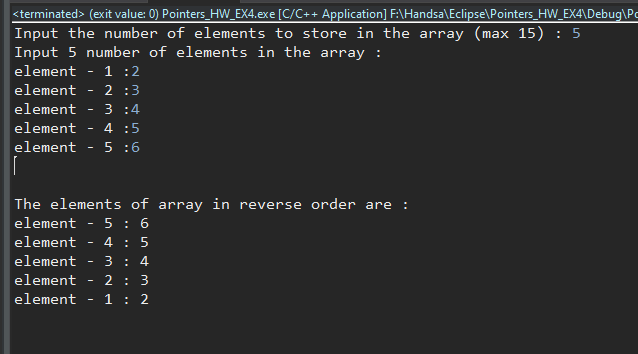 <terminated> (exit value: 0) Pointers_HW_EX4.exe [C/C++ Application] F:\Handsa\Eclipse\Pointers_HW_EX4\Debug\Po
Input the number of elements to store in the array (max 15) : 5
Input 5 number of elements in the array :
element - 1 :2
element - 2 :3
element - 3 :4
element - 4 :5
element - 5 :6
The elements of array in reverse order are :
element - 5 : 6
element - 4 : 5
element - 3 : 4
element - 2 : 3
element - 1 : 2